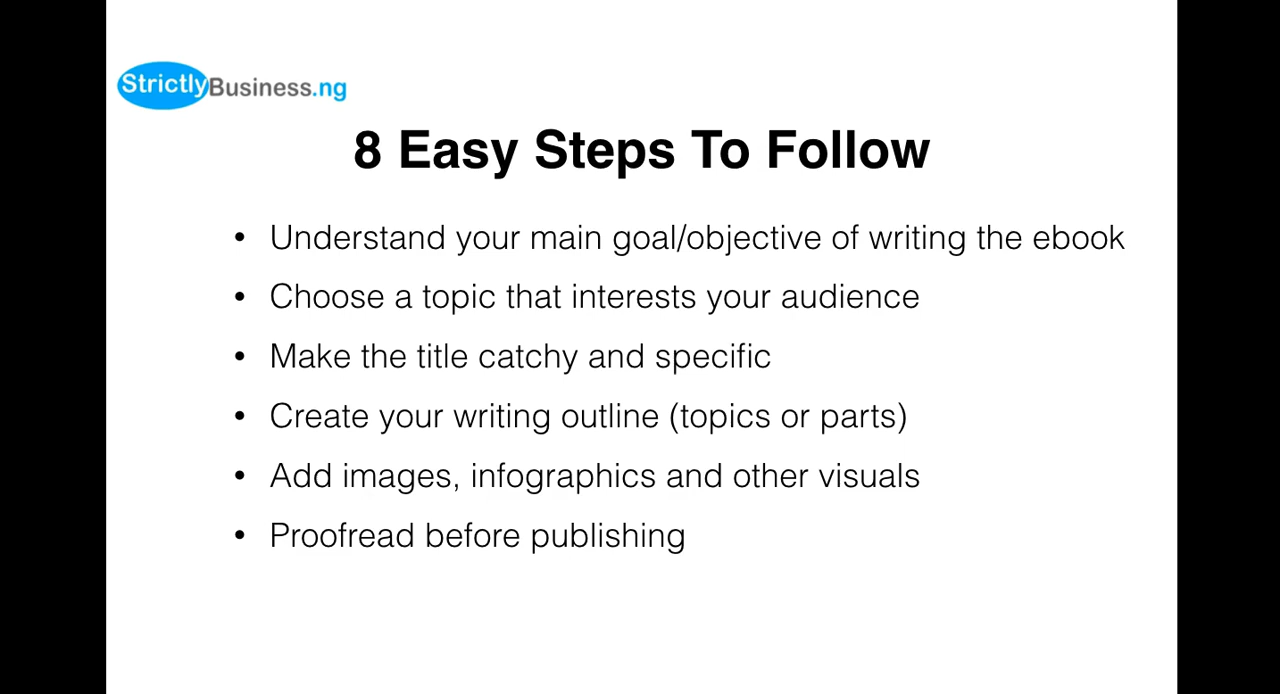 StrictlyBusiness.ng
8 Easy Steps To Follow
• Understand your main goal/objective of writing the ebook
• Choose a topic that interests your audience
• Make the title catchy and specific
• Create your writing outline (topics or parts)
• Add images, infographics and other visuals
• Proofread before publishing